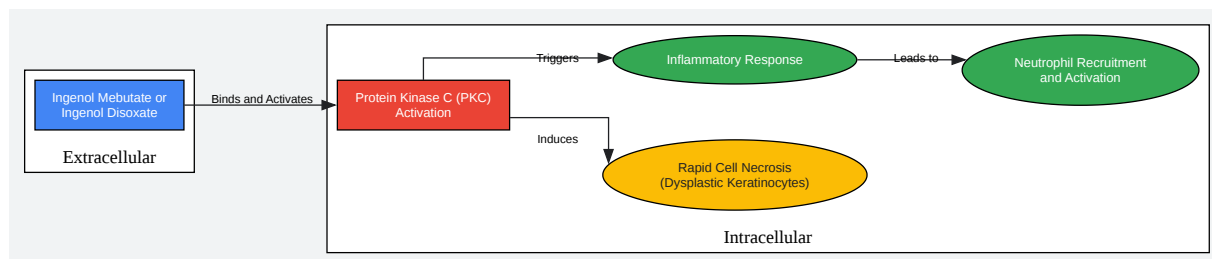 Ingenol Mebutate or
Ingenol Disoxate
Extracellular
Binds and Activates
Protein Kinase C (PKC)
Activation
Triggers
Inflammatory Response
Leads to
Neutrophil Recruitment
and Activation
Induces
Rapid Cell Necrosis
(Dysplastic Keratinocytes)
Intracellular